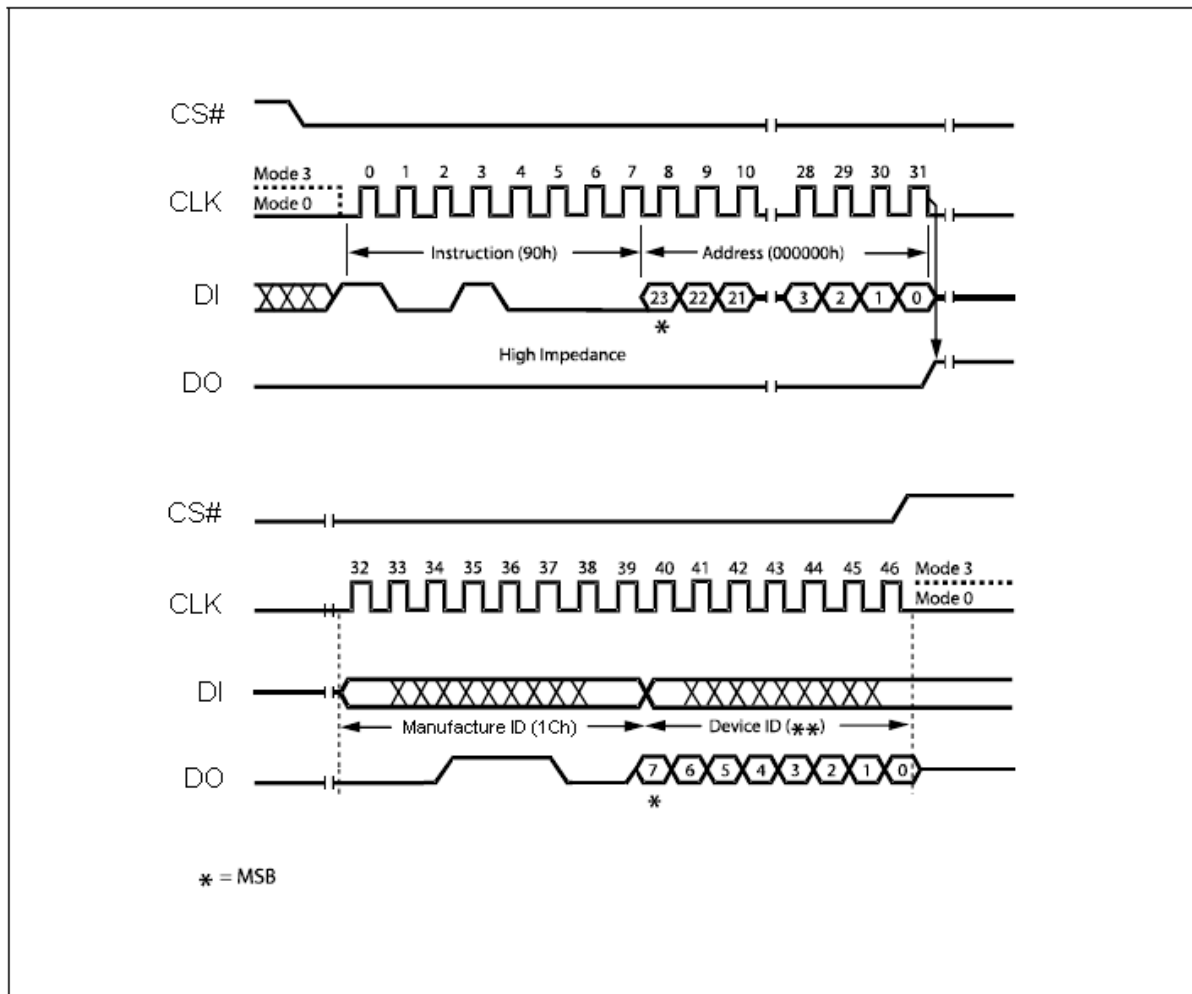 CS#
Mode 3
0 1 2 3 4 5 6 7 8 9 10 28 29 30 31
CLK
Mode 0
Instruction (90h) Address (000000h)
DI
23 22 21 3 2 1 0
*
High Impedance
DO
CS#
32 33 34 35 36 37 38 39 40 41 42 43 44 45 46 Mode 3
CLK
Mode 0
DI
Manufacture ID (1Ch) Device ID (**)
DO
7 6 5 4 3 2 1 0
*
* = MSB